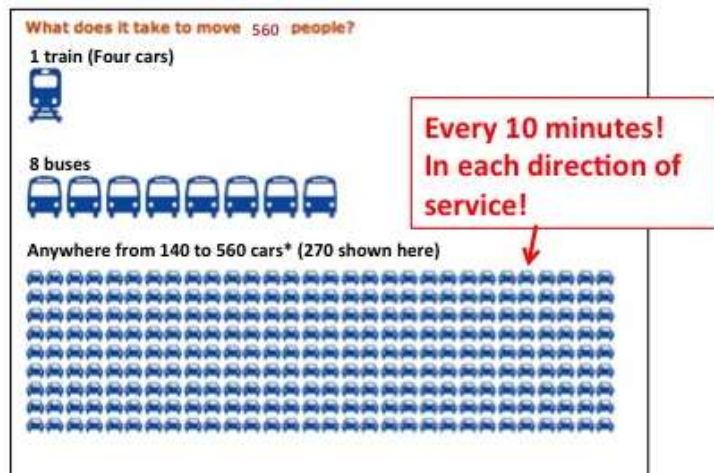 What does it take to move 560 people?
1 train (Four cars)
Every 10 minutes!
In each direction of
service!
8 buses
Anywhere from 140 to 560 cars* (270 shown here)